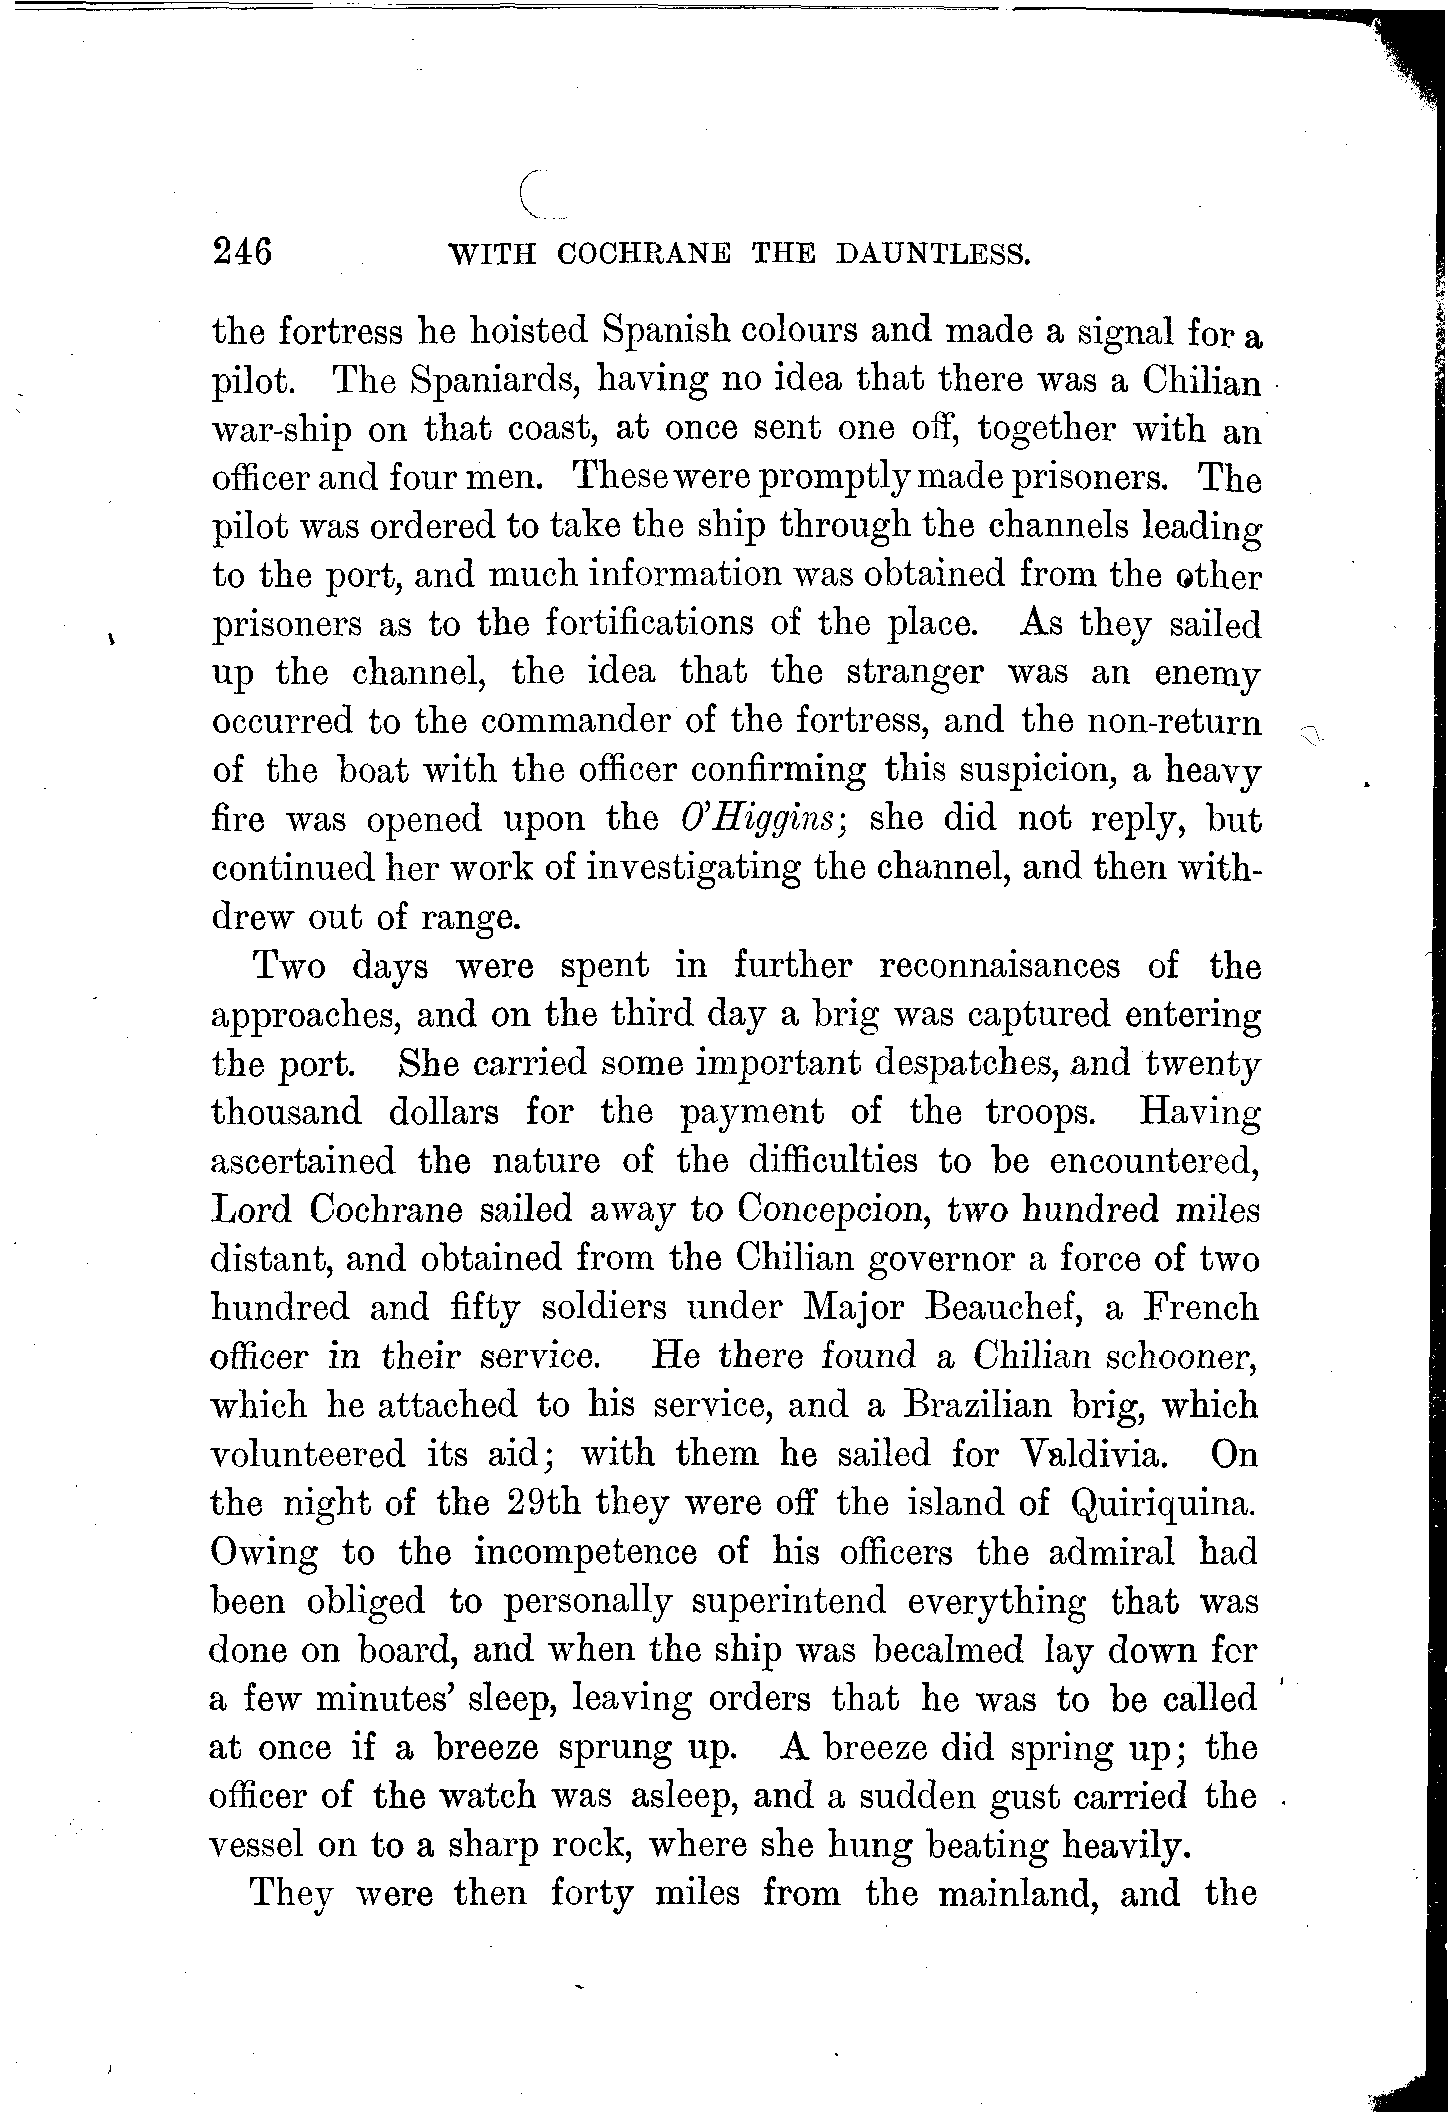 246 WITH COCHRANE THE DAUNTLESS.
the fortress he hoisted Spanish colours and made a signal for a
pilot. The Spaniards, having no idea that there was a Chilian
war-ship on that coast, at once sent one off, together with an
officer and four men. These were promptly made prisoners. The
pilot was ordered to take the ship through the channels leading
to the port, and much information was obtained from the other
prisoners as to the fortifications of the place. As they sailed
up the channel, the idea that the stranger was an enemy
occurred to the commander of the fortress, and the non-return
of the boat with the officer confirming this suspicion, a heavy
fire was opened upon the O'Higgins; she did not reply, but
continued her work of investigating the channel, and then with-
drew out of range.
Two days were spent in further reconnaisances of the
approaches, and on the third day a brig was captured entering
the port. She carried some important despatches, and twenty
thousand dollars for the payment of the troops. Having
ascertained the nature of the difficulties to be encountered,
Lord Cochrane sailed away to Concepcion, two hundred miles
distant, and obtained from the Chilian governor a force of two
hundred and fifty soldiers under Major Beauchef, a French
officer in their service. He there found a Chilian schooner,
which he attached to his service, and a Brazilian brig, which
volunteered its aid; with them he sailed for Valdivia. On
the night of the 29th they were off the island of Quiriquina.
Owing to the incompetence of his officers the admiral had
been obliged to personally superintend everything that was
done on board, and when the ship was becalmed lay down for
a few minutes' sleep, leaving orders that he was to be called
at once if a breeze sprung up. A breeze did spring up; the
officer of the watch was asleep, and a sudden gust carried the
vessel on to a sharp rock, where she hung beating heavily.
They were then forty miles from the mainland, and the